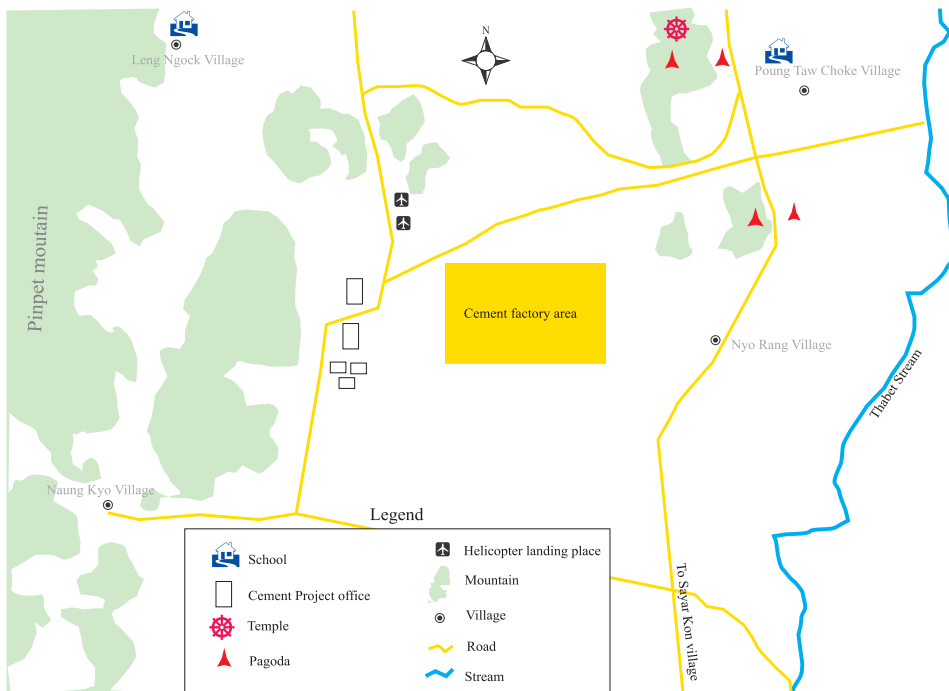 N
Leng Ngock Village
Poung Taw Choke Village
Pinpet moutain
Cement factory area
Nyo Rang Village
Thabet Stream
Naung Kyo Village
To Sayar Kon village
Legend
School
Cement Project office
Temple
Pagoda
Helicopter landing place
Mountain
Village
Road
Stream